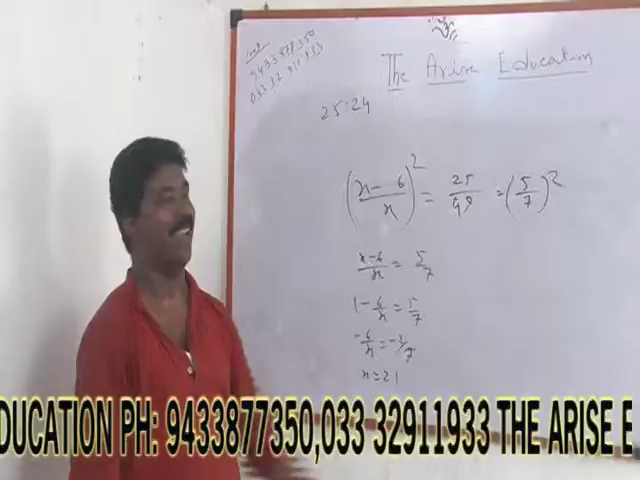 The Arise Education
9433877350
25:24
((x-6)/x)² = 25/49 = (5/7)²
(x-6)/x = 5/7
1 - 6/x = 5/7
-6/x = -2/7
x = 21
DUCATION PH: 9433877350,033 32911933 THE ARISE E